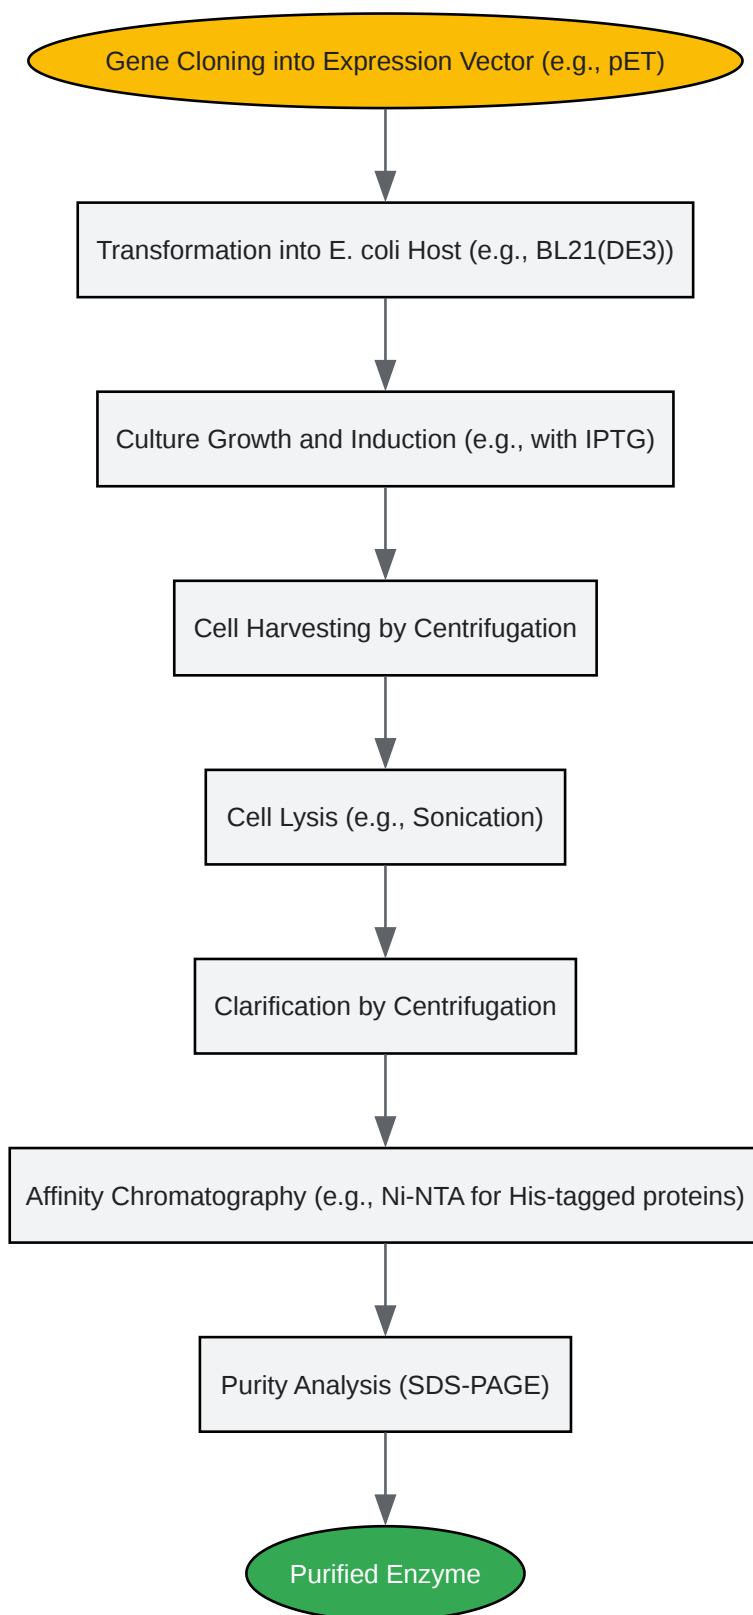 Gene Cloning into Expression Vector (e.g., pET)
Transformation into E. coli Host (e.g., BL21(DE3))
Culture Growth and Induction (e.g., with IPTG)
Cell Harvesting by Centrifugation
Cell Lysis (e.g., Sonication)
Clarification by Centrifugation
Affinity Chromatography (e.g., Ni-NTA for His-tagged proteins)
Purity Analysis (SDS-PAGE)
Purified Enzyme